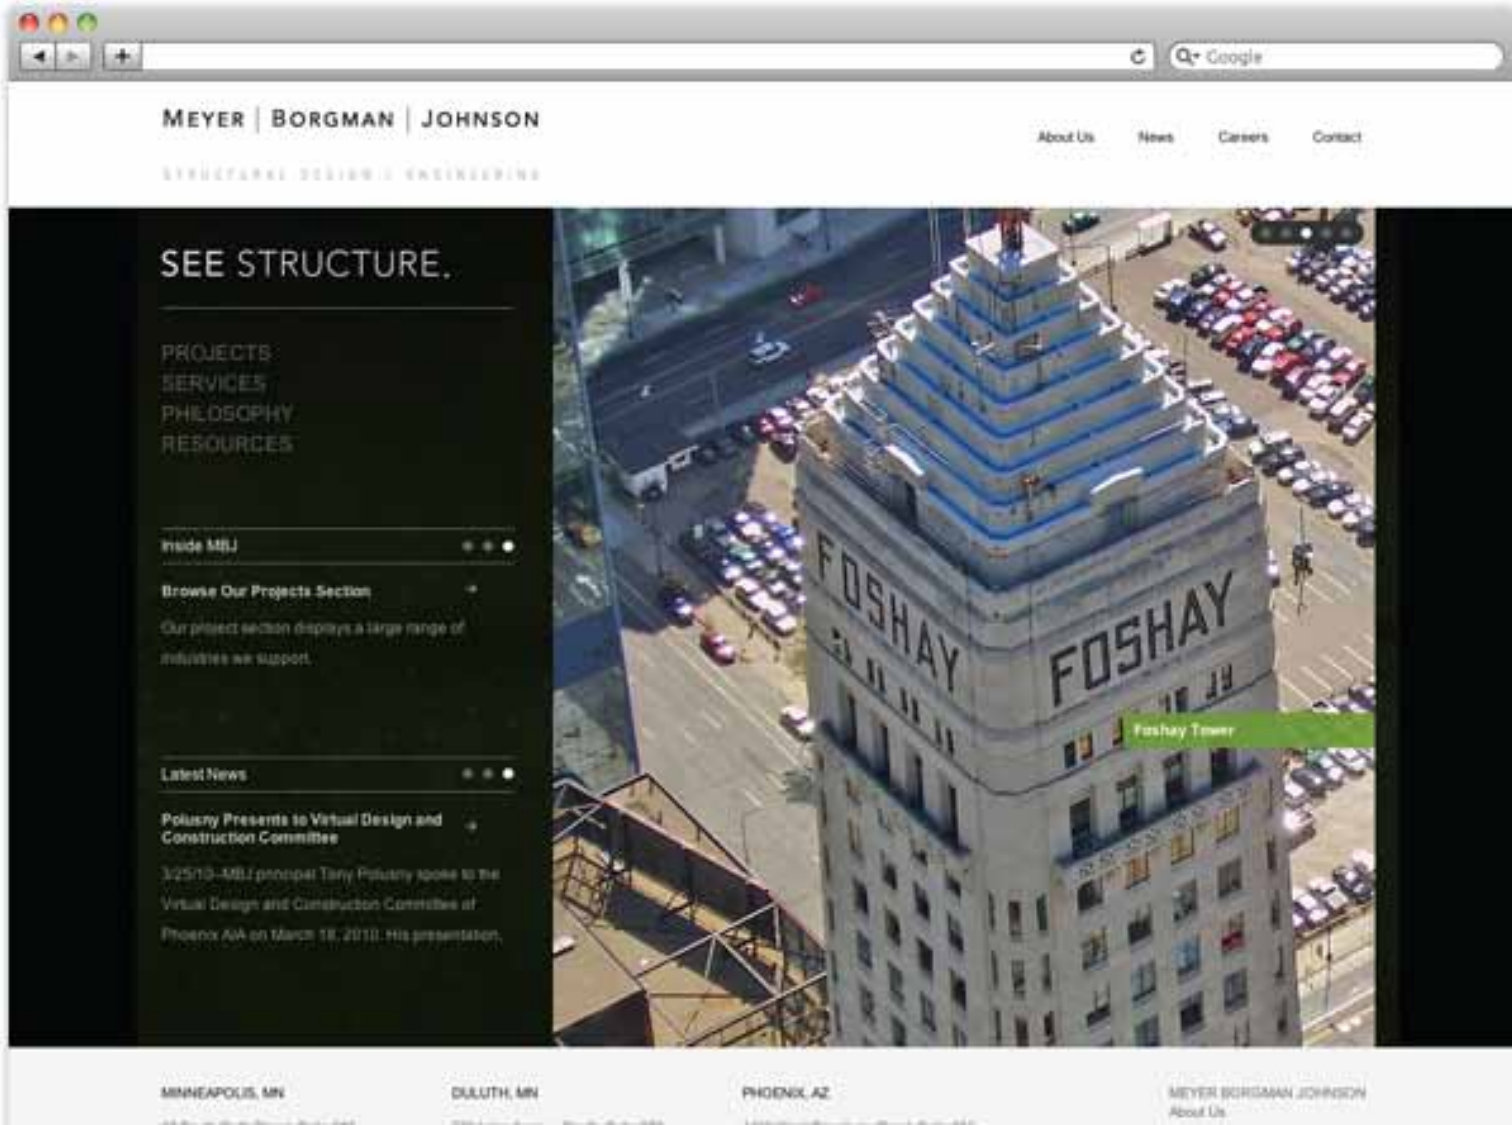 Google
MEYER | BORGMAN | JOHNSON
STRUCTURAL DESIGN + ENGINEERING
About Us
News
Careers
Contact
SEE STRUCTURE.
PROJECTS
SERVICES
PHILOSOPHY
RESOURCES
Inside MBJ
Browse Our Projects Section
Our project section displays a large range of
industries we support.
Latest News
Polusny Presents to Virtual Design and
Construction Committee
3/25/10–MBJ principal Tony Polusny spoke to the
Virtual Design and Construction Committee of
Phoenix AIA on March 18, 2010. His presentation,
FOSHAY
FOSHAY
Foshay Tower
MINNEAPOLIS, MN
DULUTH, MN
PHOENIX, AZ
MEYER BORGMAN JOHNSON
About Us